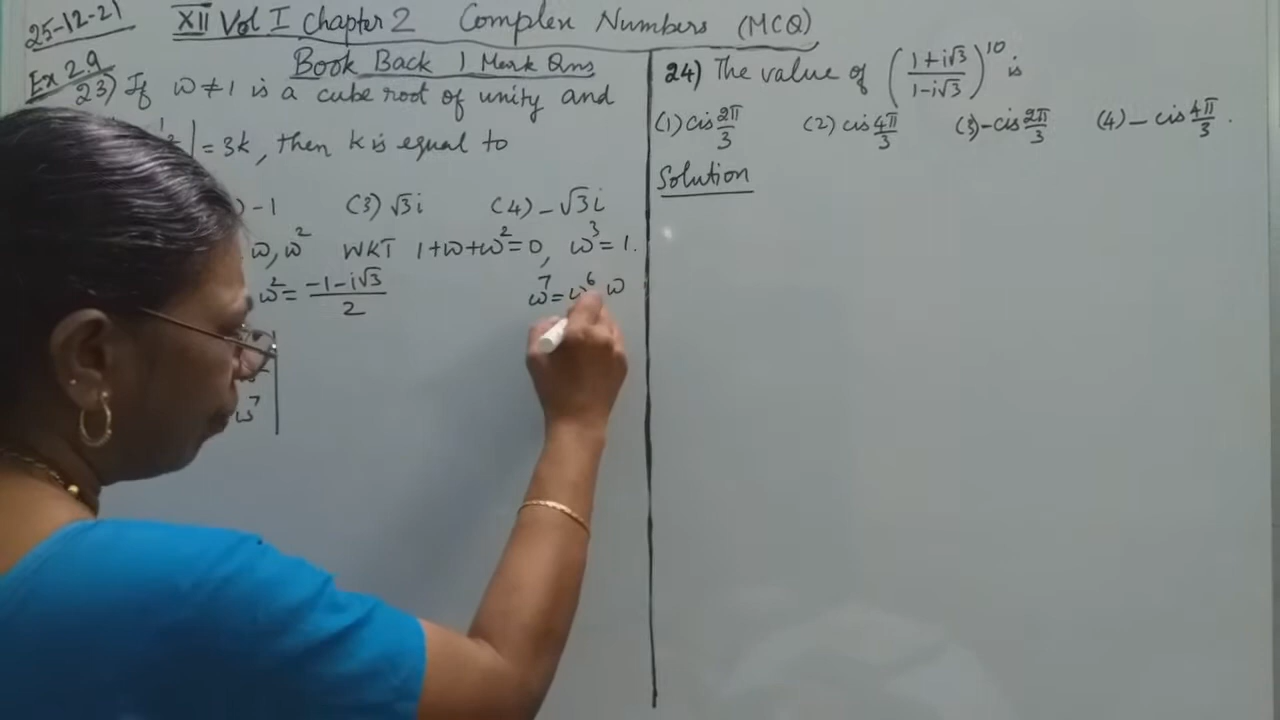 25-12-21
XII Vol I Chapter 2 Complex Numbers (MCQ)
Book Back 1 Mark Qns
Ex 2.9
23) If ω ≠ 1 is a cube root of unity and
| = 3k, then k is equal to
) -1 (3) √3 i (4) -√3 i
ω, ω² WKT 1+ω+ω² = 0, ω³ = 1.
ω² = (-1-i√3)/2
ω⁷ = ω⁶ ω
ω⁷
24) The value of ((1+i√3)/(1-i√3))¹⁰ is
(1) cis 2π/3 (2) cis 4π/3 (3) -cis 2π/3 (4) - cis 4π/3.
Solution